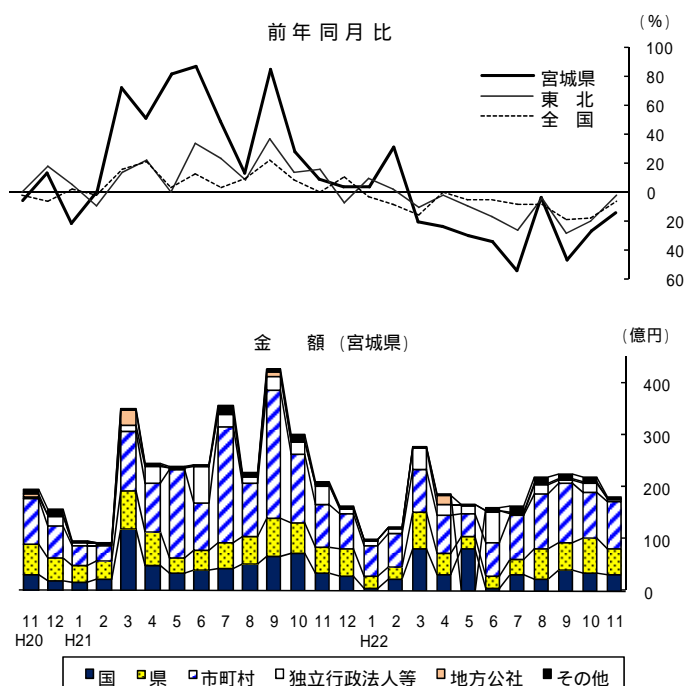 前年同月比
(%)
100
80
60
40
20
0
20
40
60
宮城県
東 北
全 国
金 額 (宮城県)
(億円)
400
300
200
100
0
11 12 1 2 3 4 5 6 7 8 9 10 11 12 1 2 3 4 5 6 7 8 9 10 11
H20 H21 H22
国 県 市町村 独立行政法人等 地方公社 その他